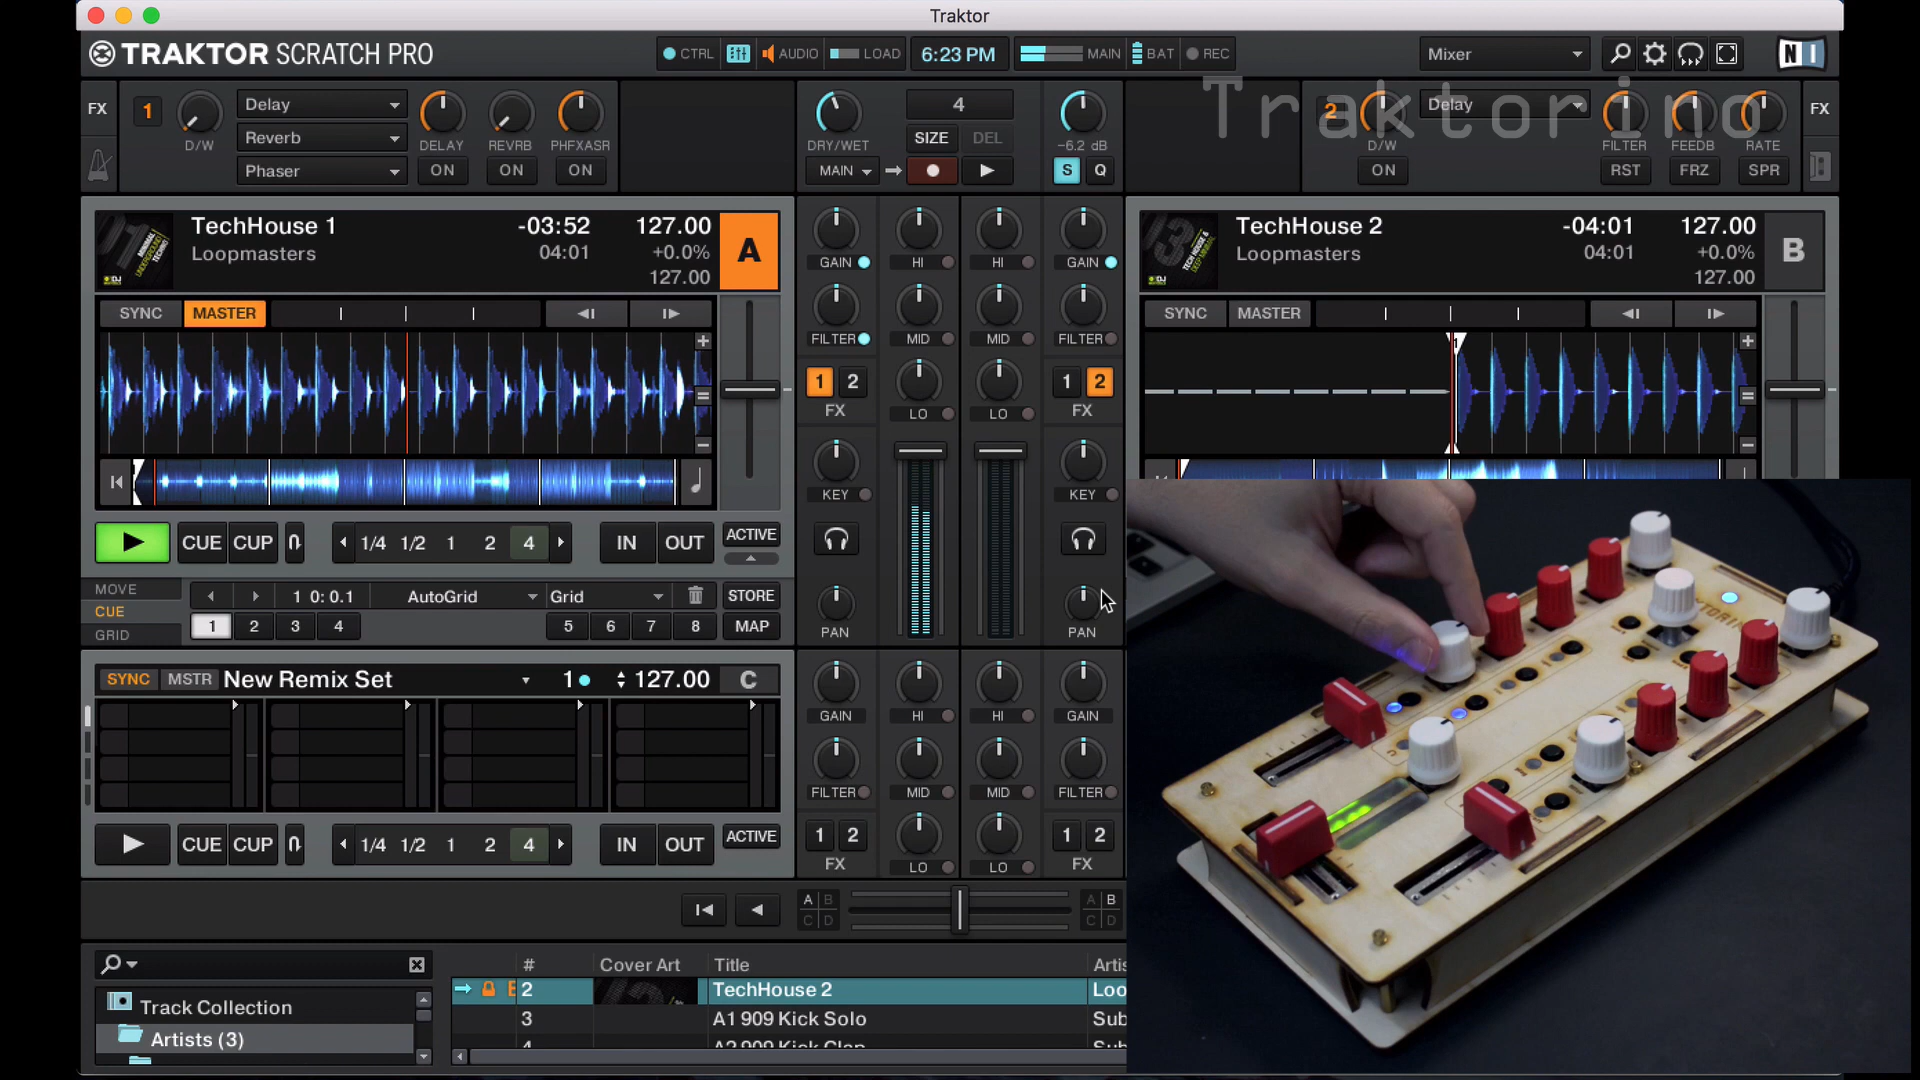 Traktor
TRAKTOR SCRATCH PRO
CTRL AUDIO LOAD 6:23 PM MAIN BAT REC
Mixer
NI
Traktorino
FX 1 D/W Delay Reverb Phaser
DELAY REVRB PHFXASR
ON ON ON
DRY/WET 4 -6.2 dB
SIZE DEL
MAIN S Q
2 D/W Delay FILTER FEEDB RATE FX
ON RST FRZ SPR
TechHouse 1 -03:52 127.00 A
Loopmasters 04:01 +0.0%
127.00
SYNC MASTER
GAIN HI HI GAIN
FILTER MID MID FILTER
1 2 LO LO 1 2
FX FX
KEY KEY
PAN PAN
TechHouse 2 -04:01 127.00 B
Loopmasters 04:01 +0.0%
127.00
SYNC MASTER
1
CUE CUP 1/4 1/2 1 2 4 IN OUT ACTIVE
MOVE
CUE
GRID
1 0: 0.1 AutoGrid Grid STORE
1 2 3 4 5 6 7 8 MAP
SYNC MSTR New Remix Set 1 127.00 C
GAIN HI HI GAIN
FILTER MID MID FILTER
CUE CUP 1/4 1/2 1 2 4 IN OUT ACTIVE
1 2 1 2
FX LO LO FX
A B A B
C D C D
# Cover Art Title
Track Collection
Artists (3)
2 TechHouse 2
3 A1 909 Kick Solo